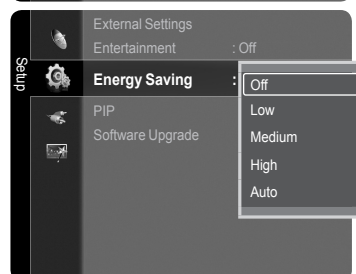 Setup
External Settings
Entertainment : Off
Energy Saving :
Off
Low
Medium
High
Auto
PIP
Software Upgrade